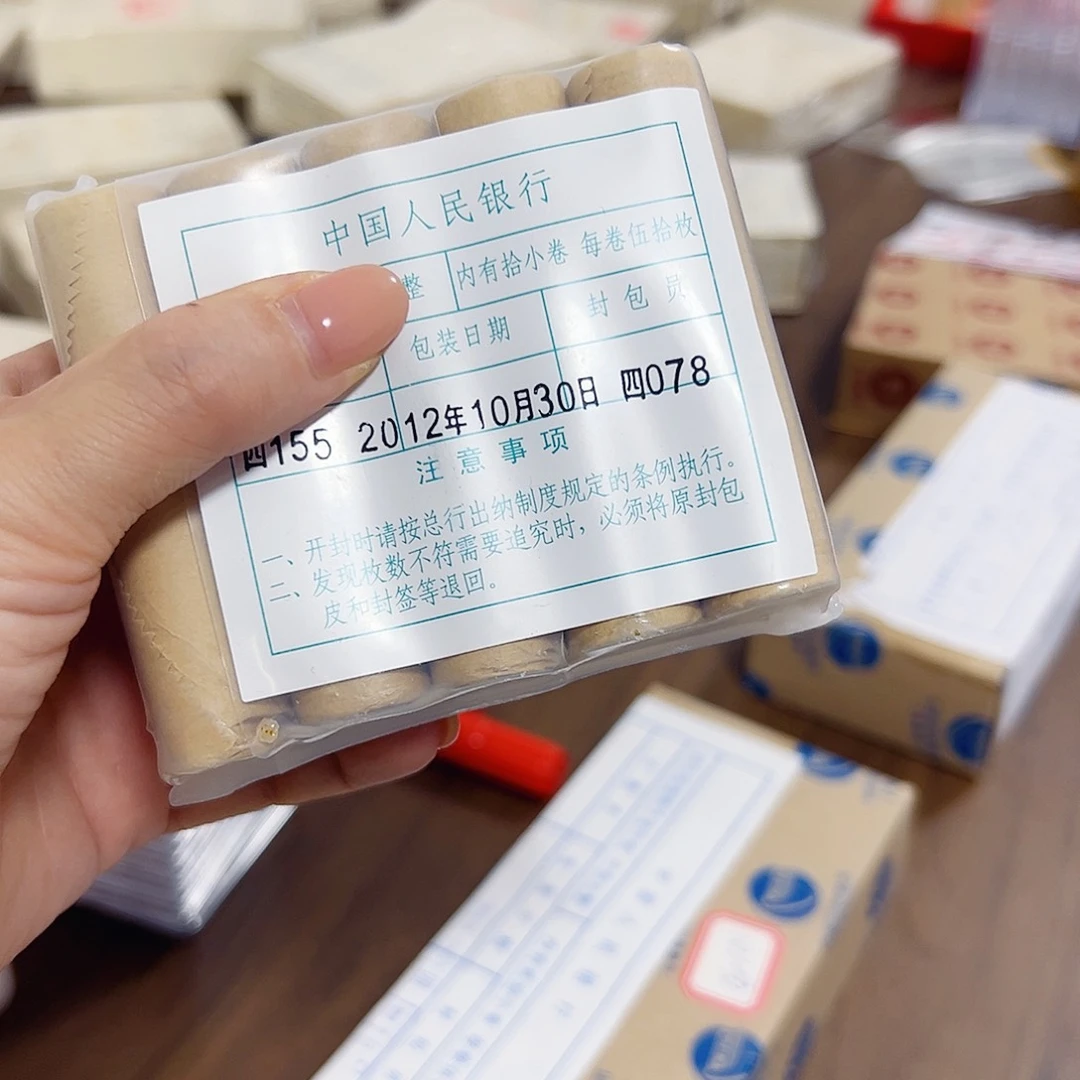 中国人民银行
整 内有拾小卷 每卷伍拾枚
包装日期 封包员
四155 2012年10月30日 四078
注意事项
一、开封时请按总行出纳制度规定的条例执行。
二、发现枚数不符需要追究时，必须将原封包
皮和封签等退回。